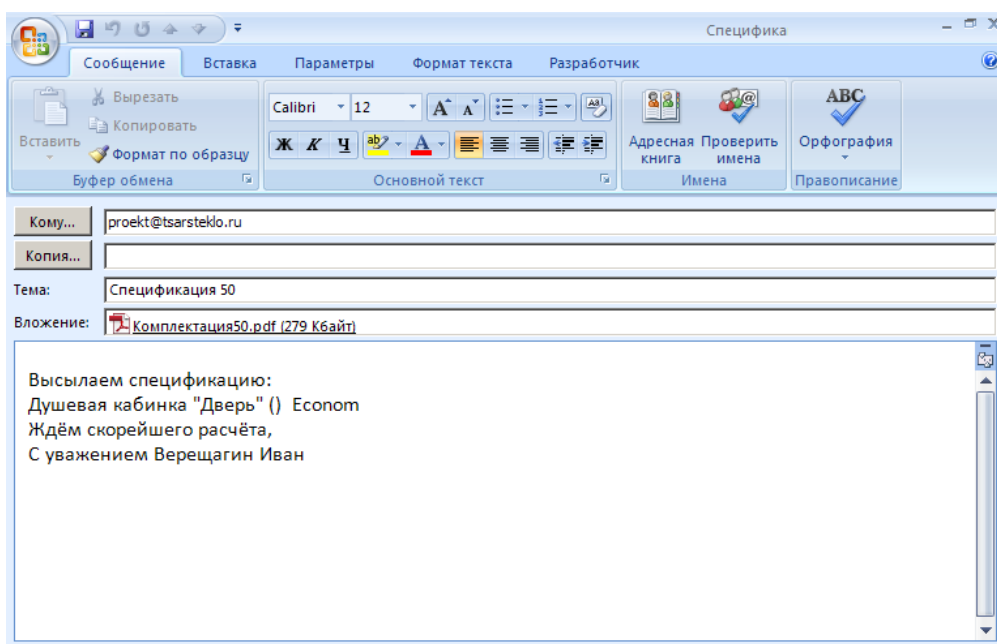 Специфика
Сообщение Вставка Параметры Формат текста Разработчик
Вставить
Вырезать
Копировать
Формат по образцу
Буфер обмена
Calibri 12
Ж К Ч
Основной текст
Адресная книга
Проверить имена
Имена
ABC
Орфография
Правописание
Кому... proekt@tsarsteklo.ru
Копия...
Тема: Спецификация 50
Вложение: Комплектация50.pdf (279 Кбайт)
Высылаем спецификацию:
Душевая кабинка "Дверь" () Econom
Ждём скорейшего расчёта,
С уважением Верещагин Иван